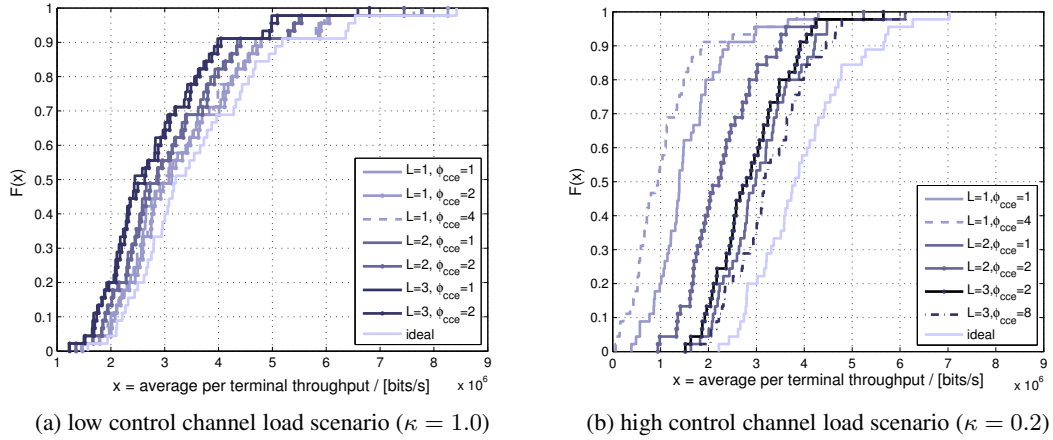 1
0.9
0.8
0.7
0.6
0.5
0.4
0.3
0.2
0.1
0
F(x)
L=1, ϕcce=1
L=1, ϕcce=2
L=1, ϕcce=4
L=2, ϕcce=1
L=2, ϕcce=2
L=3, ϕcce=1
L=3, ϕcce=2
ideal
1 2 3 4 5 6 7 8 9
x = average per terminal throughput / [bits/s]
x 10^6
(a) low control channel load scenario (κ = 1.0)
1
0.9
0.8
0.7
0.6
0.5
0.4
0.3
0.2
0.1
0
F(x)
L=1,ϕcce=1
L=1,ϕcce=4
L=2,ϕcce=1
L=2,ϕcce=2
L=3,ϕcce=2
L=3,ϕcce=8
ideal
0 1 2 3 4 5 6 7 8 9
x = average per terminal throughput / [bits/s]
x 10^6
(b) high control channel load scenario (κ = 0.2)